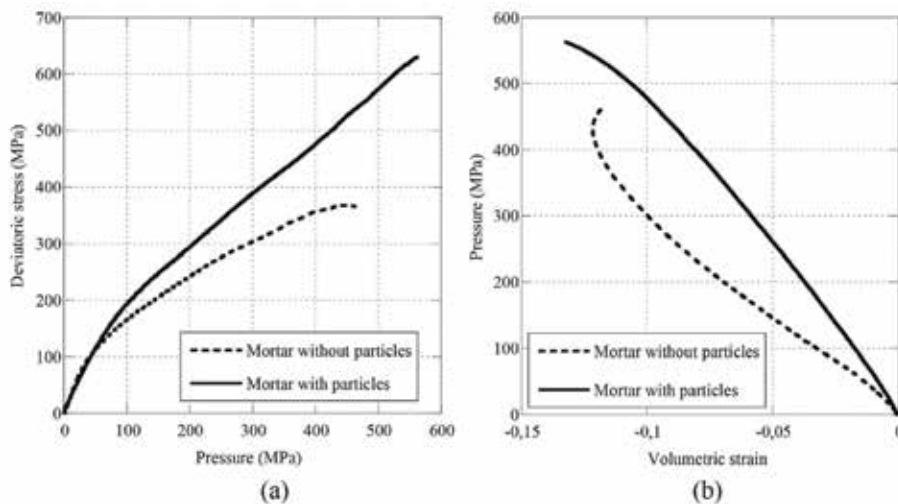 700
600
500
400
300
200
100
0
Deviatoric stress (MPa)
Mortar without particles
Mortar with particles
0 100 200 300 400 500 600
Pressure (MPa)
(a)
600
500
400
300
200
100
0
Pressure (MPa)
Mortar without particles
Mortar with particles
-0,15 -0,1 -0,05 0
Volumetric strain
(b)